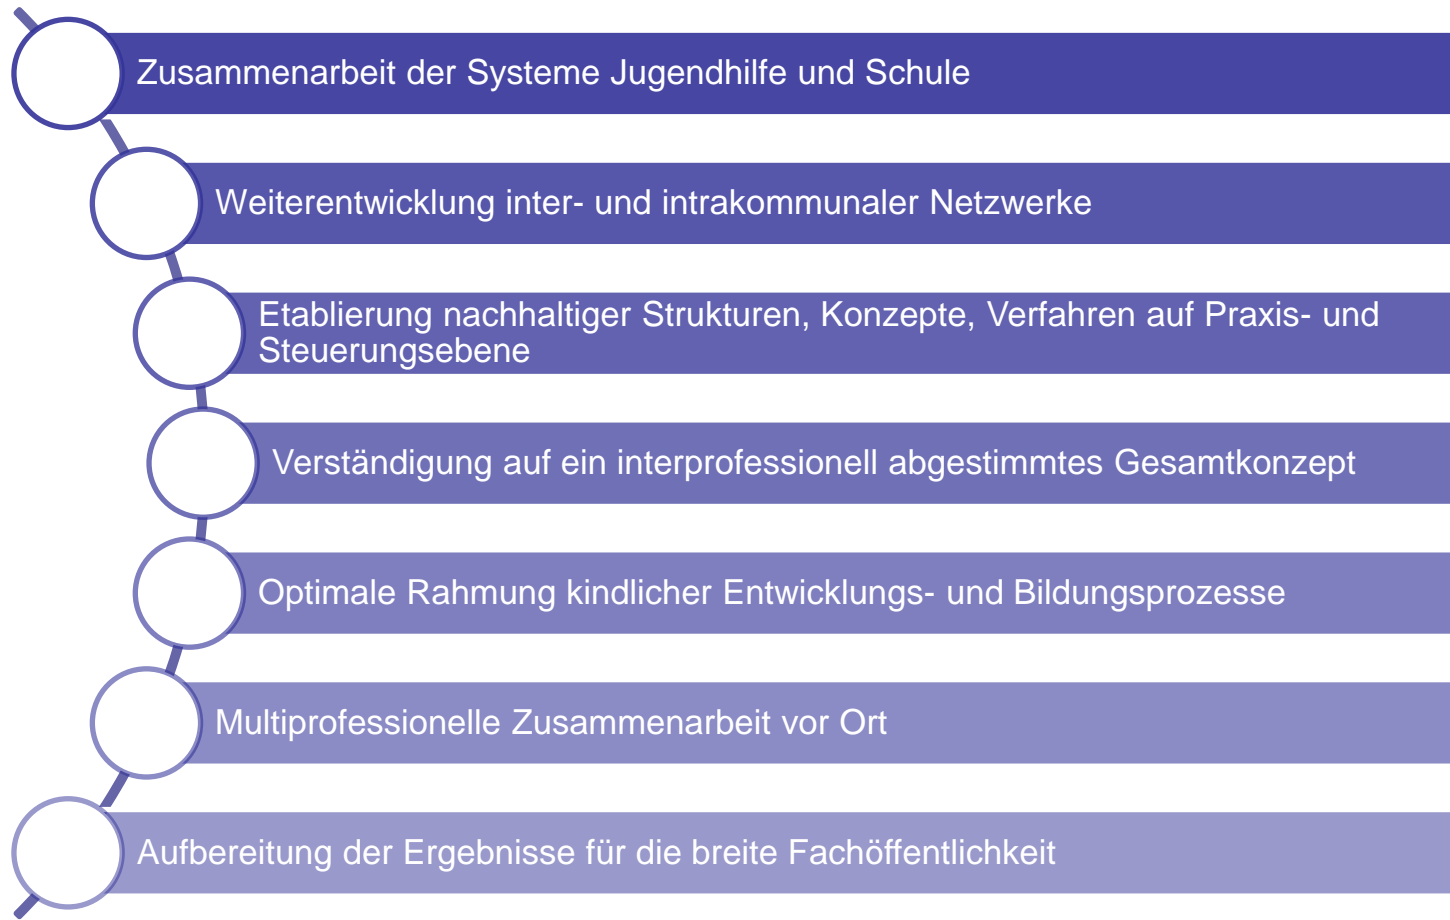 Zusammenarbeit der Systeme Jugendhilfe und Schule
Weiterentwicklung inter- und intrakommunaler Netzwerke
Etablierung nachhaltiger Strukturen, Konzepte, Verfahren auf Praxis- und
Steuerungsebene
Verständigung auf ein interprofessionell abgestimmtes Gesamtkonzept
Optimale Rahmung kindlicher Entwicklungs- und Bildungsprozesse
Multiprofessionelle Zusammenarbeit vor Ort
Aufbereitung der Ergebnisse für die breite Fachöffentlichkeit